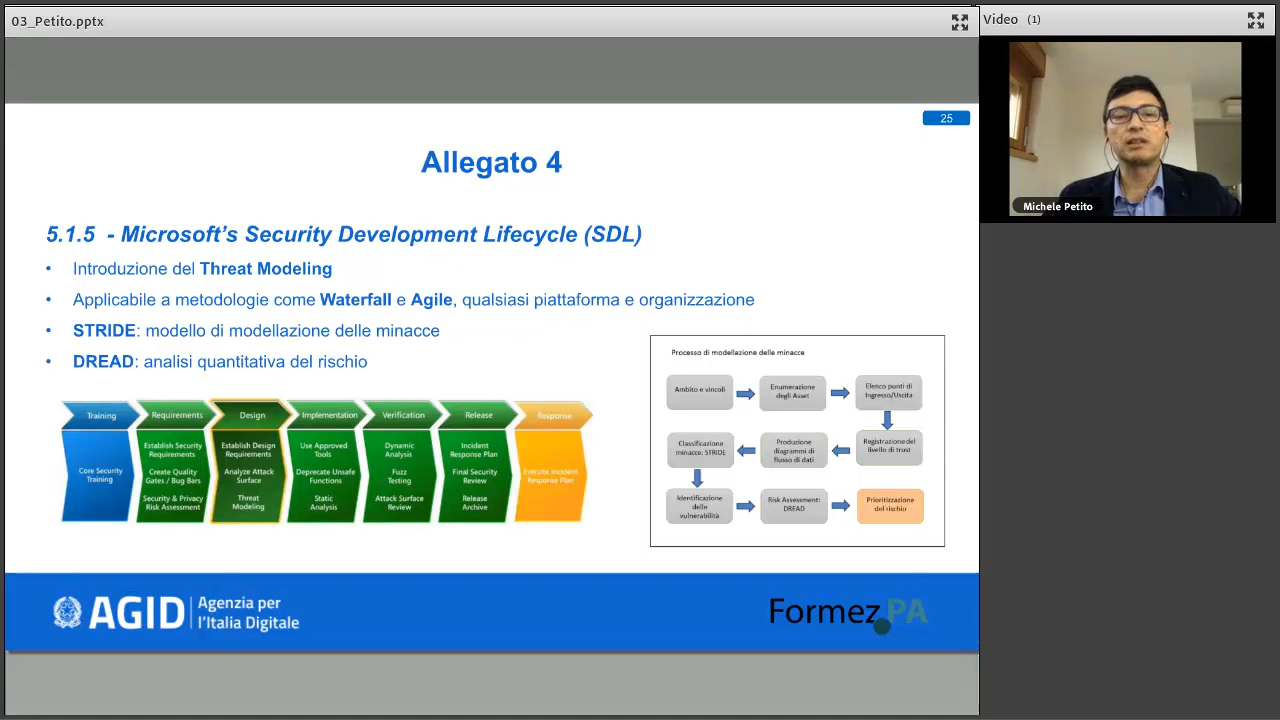 03_Petito.pptx
Video (1)
Michele Petito
25
Allegato 4
5.1.5 - Microsoft's Security Development Lifecycle (SDL)
• Introduzione del Threat Modeling
• Applicabile a metodologie come Waterfall e Agile, qualsiasi piattaforma e organizzazione
• STRIDE: modello di modellazione delle minacce
• DREAD: analisi quantitativa del rischio
Training
Core Security
Training
Requirements
Establish Security
Requirements
Create Quality
Gates / Bug Bars
Security & Privacy
Risk Assessment
Design
Establish Design
Requirements
Analyze Attack
Surface
Threat
Modeling
Implementation
Use Approved
Tools
Deprecate Unsafe
Functions
Static
Analysis
Verification
Dynamic
Analysis
Fuzz
Testing
Attack Surface
Review
Release
Incident
Response Plan
Final Security
Review
Release
Archive
Response
Execute Incident
Response Plan
Processo di modellazione delle minacce
Ambito e vincoli
Enumerazione
degli Asset
Elenco punti di
Ingresso/Uscita
Registrazione del
livello di trust
Produzione
diagrammi di
flusso di dati
Classificazione
minacce: STRIDE
Identificazione
delle
vulnerabilità
Risk Assessment:
DREAD
Prioritizzazione
del rischio
AGID
Agenzia per
l'Italia Digitale
Formez.PA